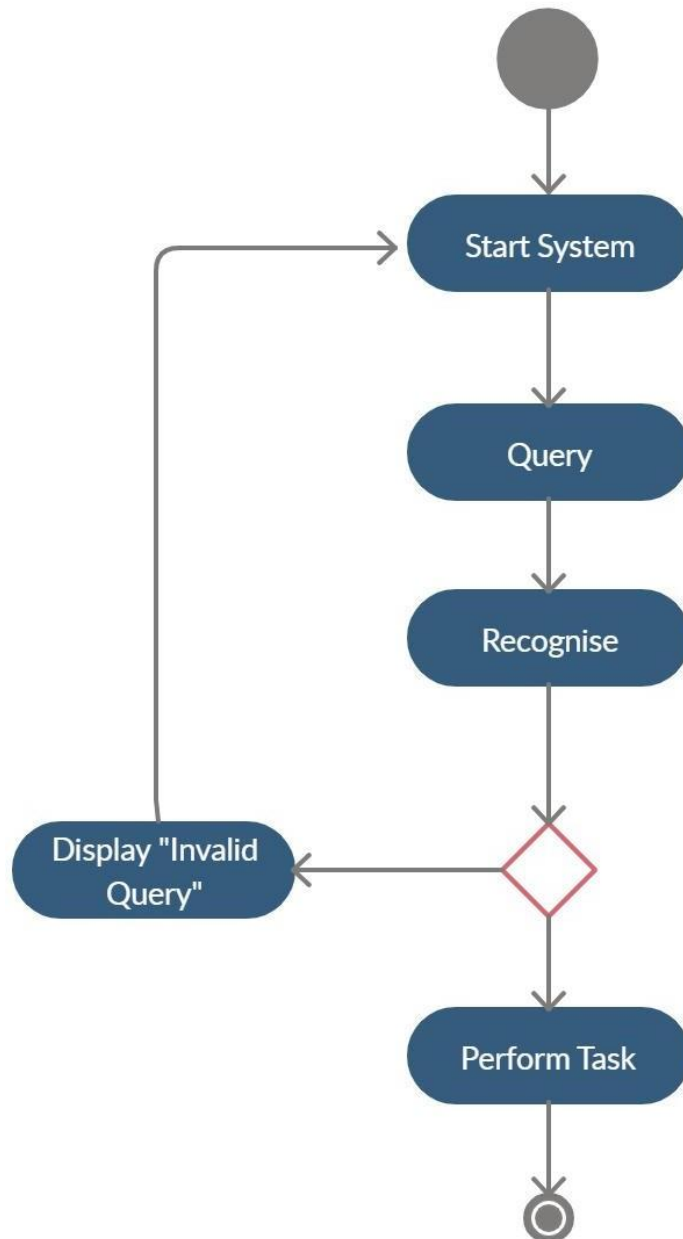 Start System
Query
Recognise
Display "Invalid
Query"
Perform Task